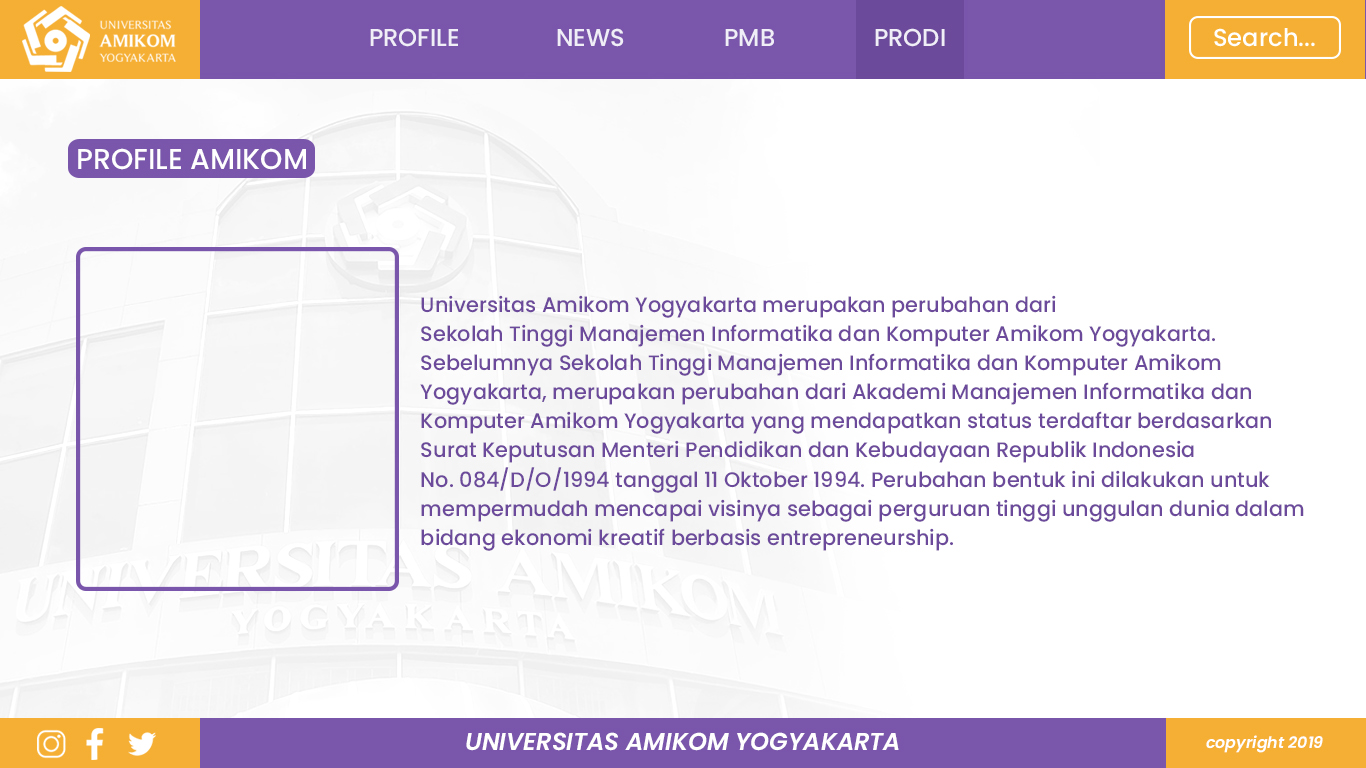 UNIVERSITAS
AMIKOM
YOGYAKARTA
PROFILE
NEWS
PMB
PRODI
Search...
PROFILE AMIKOM
Universitas Amikom Yogyakarta merupakan perubahan dari
Sekolah Tinggi Manajemen Informatika dan Komputer Amikom Yogyakarta.
Sebelumnya Sekolah Tinggi Manajemen Informatika dan Komputer Amikom
Yogyakarta, merupakan perubahan dari Akademi Manajemen Informatika dan
Komputer Amikom Yogyakarta yang mendapatkan status terdaftar berdasarkan
Surat Keputusan Menteri Pendidikan dan Kebudayaan Republik Indonesia
No. 084/D/O/1994 tanggal 11 Oktober 1994. Perubahan bentuk ini dilakukan untuk
mempermudah mencapai visinya sebagai perguruan tinggi unggulan dunia dalam
bidang ekonomi kreatif berbasis entrepreneurship.
UNIVERSITAS AMIKOM
YOGYAKARTA
UNIVERSITAS AMIKOM YOGYAKARTA
copyright 2019